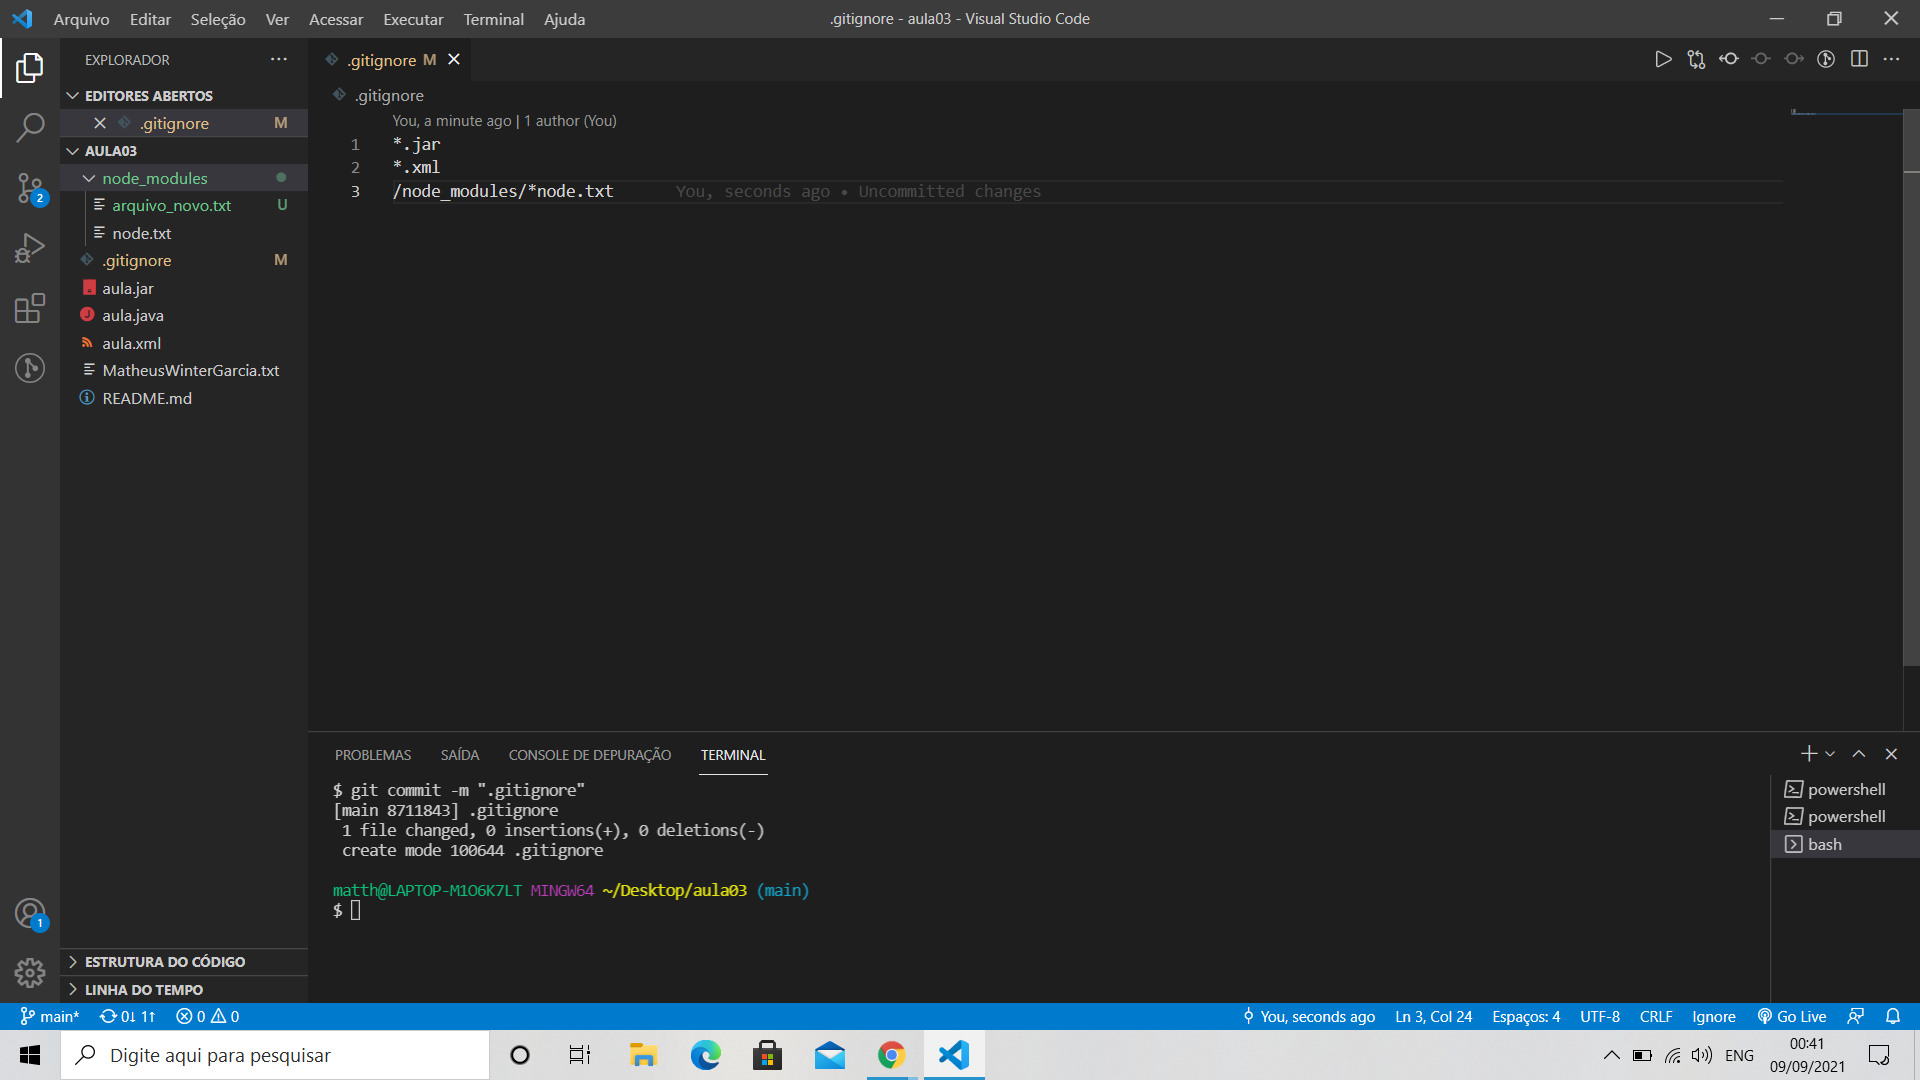 Arquivo Editar Seleção Ver Acessar Executar Terminal Ajuda
.gitignore - aula03 - Visual Studio Code
EXPLORADOR
EDITORES ABERTOS
.gitignore M
AULA03
node_modules
arquivo_novo.txt U
node.txt
.gitignore M
aula.jar
aula.java
aula.xml
MatheusWinterGarcia.txt
README.md
ESTRUTURA DO CÓDIGO
LINHA DO TEMPO
2
1
.gitignore M
.gitignore
You, a minute ago | 1 author (You)
1 *.jar
2 *.xml
3 /node_modules/*node.txt You, seconds ago • Uncommitted changes
PROBLEMAS SAÍDA CONSOLE DE DEPURAÇÃO TERMINAL
$ git commit -m ".gitignore"
[main 8711843] .gitignore
1 file changed, 0 insertions(+), 0 deletions(-)
create mode 100644 .gitignore
matth@LAPTOP-M1O6K7LT MINGW64 ~/Desktop/aula03 (main)
$
powershell
powershell
bash
main* 0↓ 1↑ 0 0
You, seconds ago Ln 3, Col 24 Espaços: 4 UTF-8 CRLF Ignore Go Live
Digite aqui para pesquisar
ENG
00:41
09/09/2021